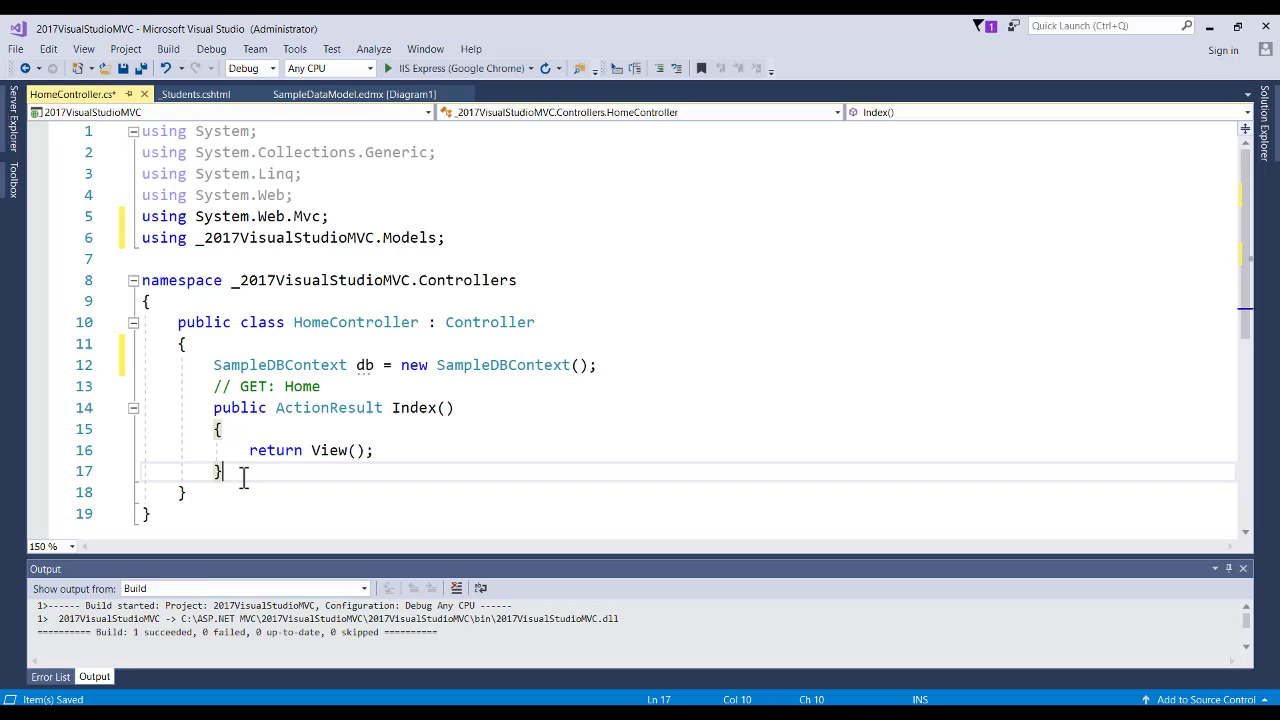 2017VisualStudioMVC - Microsoft Visual Studio (Administrator)
1
Quick Launch (Ctrl+Q)
File Edit View Project Build Debug Team Tools Test Analyze Window Help
Sign in
Debug
Any CPU
IIS Express (Google Chrome)
HomeController.cs*
_Students.cshtml
SampleDataModel.edmx [Diagram1]
2017VisualStudioMVC
_2017VisualStudioMVC.Controllers.HomeController
Index()
Server Explorer
Toolbox
Solution Explorer
1 using System;
2 using System.Collections.Generic;
3 using System.Linq;
4 using System.Web;
5 using System.Web.Mvc;
6 using _2017VisualStudioMVC.Models;
7
8 namespace _2017VisualStudioMVC.Controllers
9 {
10 public class HomeController : Controller
11 {
12 SampleDBContext db = new SampleDBContext();
13 // GET: Home
14 public ActionResult Index()
15 {
16 return View();
17 }
18 }
19 }
150 %
Output
Show output from: Build
1>------ Build started: Project: 2017VisualStudioMVC, Configuration: Debug Any CPU ------
1>  2017VisualStudioMVC -> C:\ASP.NET MVC\2017VisualStudioMVC\2017VisualStudioMVC\bin\2017VisualStudioMVC.dll
========== Build: 1 succeeded, 0 failed, 0 up-to-date, 0 skipped ==========
Error List Output
Item(s) Saved
Ln 17
Col 10
Ch 10
INS
Add to Source Control